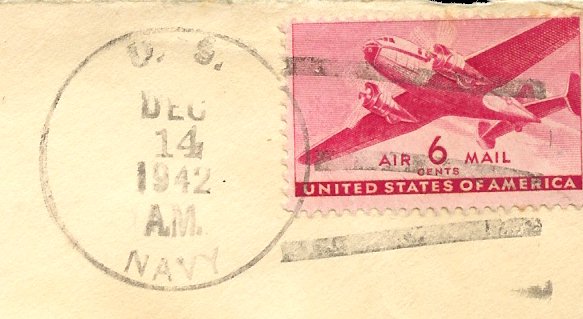 U. S.
DEC
14
1942
A.M.
NAVY
AIR 6 MAIL
CENTS
UNITED STATES OF AMERICA